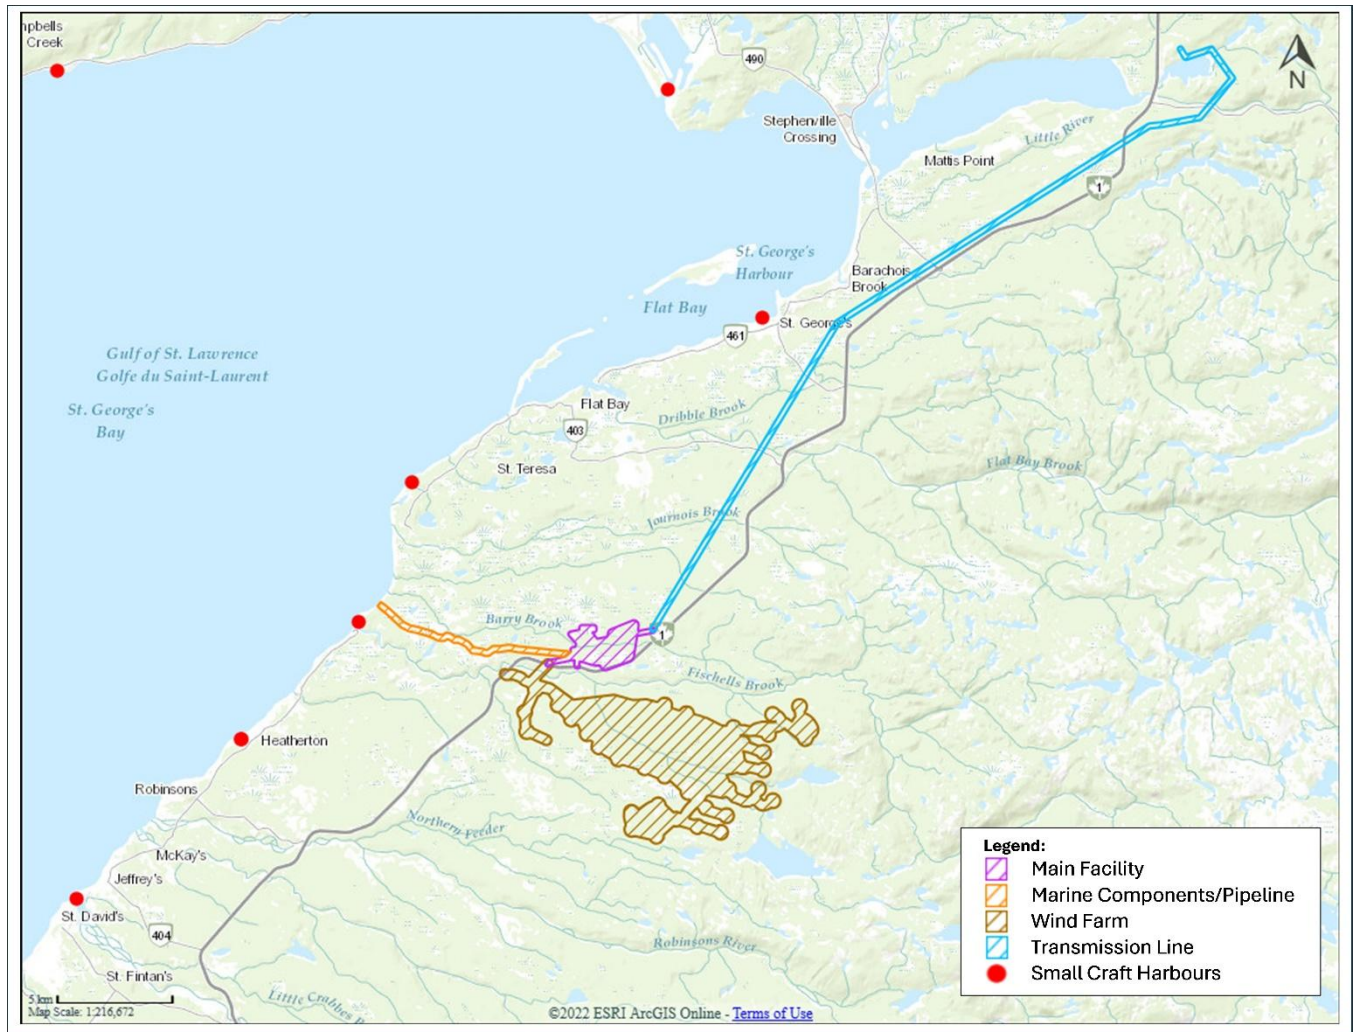 mpbells
Creek
490
N
Stephenville
Crossing
Little River
Mattis Point
1
St. George's
Harbour
Barachois
Brook
Flat Bay
St. George's
461
Gulf of St. Lawrence
Golfe du Saint-Laurent
St. George's
Bay
Flat Bay
Dribble Brook
403
St. Teresa
Flat Bay Brook
Journois Brook
Barry Brook
1
Fischells Brook
Heatherton
Robinsons
Northern Feeder
McKay's
Jeffrey's
St. David's
404
Robinsons River
St. Fintan's
Little Crabbes
Legend:
Main Facility
Marine Components/Pipeline
Wind Farm
Transmission Line
Small Craft Harbours
5 km
Map Scale: 1:216,672
©2022 ESRI ArcGIS Online - Terms of Use